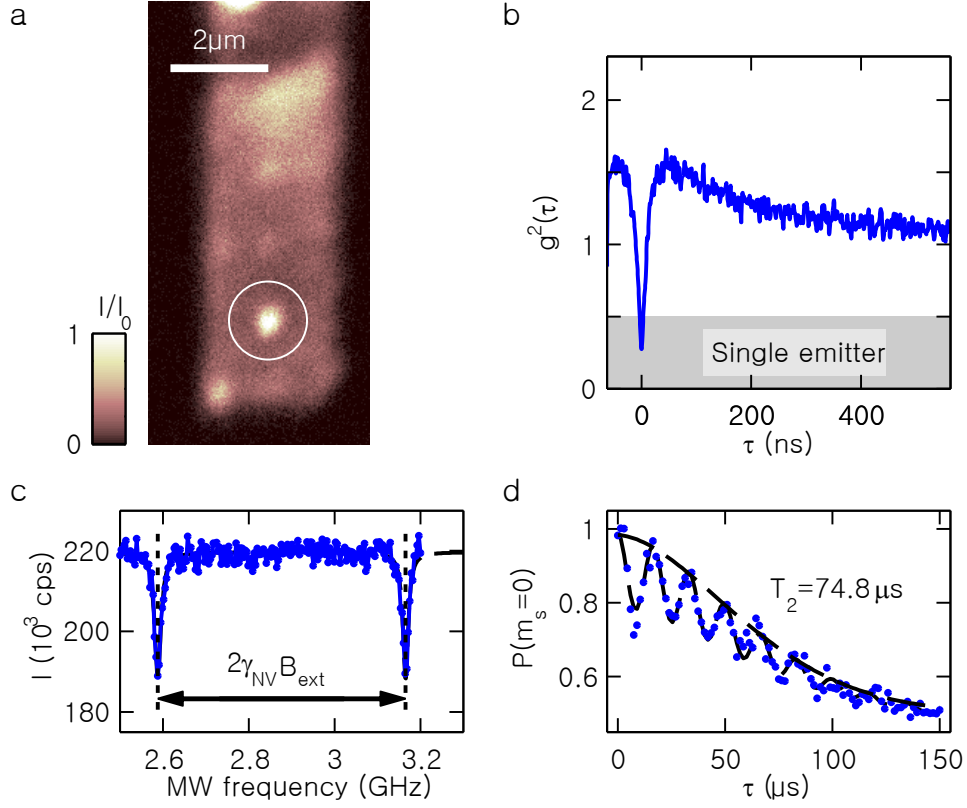 a
2μm
I/I0
1
0
b
g2(τ)
2
1
0
Single emitter
0
200
400
τ (ns)
c
I (103 cps)
220
200
180
2γNVBext
2.6
2.8
3
3.2
MW frequency (GHz)
d
P(ms=0)
1
0.8
0.6
T2=74.8 μs
0
50
100
150
τ (μs)